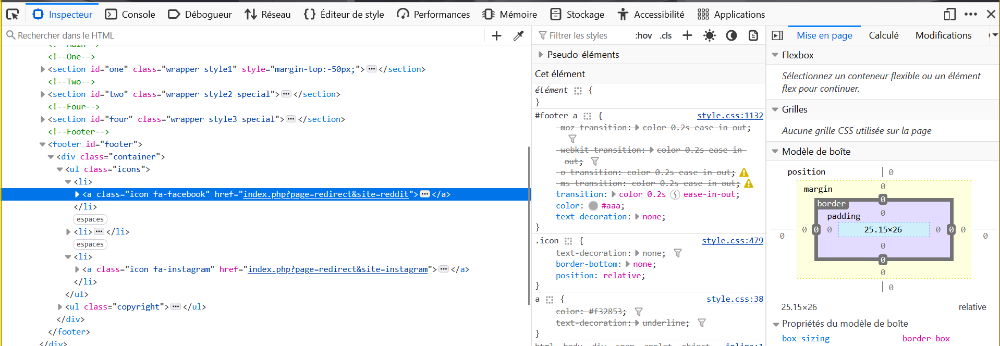 Inspecteur Console Débogueur Réseau Éditeur de style Performances Mémoire Stockage Accessibilité Applications
Rechercher dans le HTML
<!--Main-->
<!--One-->
<section id="one" class="wrapper style1" style="margin-top:-50px;"> </section>
<!--Two-->
<section id="two" class="wrapper style2 special"> </section>
<!--Four-->
<section id="four" class="wrapper style3 special"> </section>
<!--Footer-->
<footer id="footer">
<div class="container">
<ul class="icons">
<li>
<a class="icon fa-facebook" href="index.php?page=redirect&site=reddit"> </a>
</li>
espaces
<li> </li>
espaces
<li>
<a class="icon fa-instagram" href="index.php?page=redirect&site=instagram"> </a>
</li>
</ul>
<ul class="copyright"> </ul>
</div>
</footer>
</div>
Filtrer les styles :hov .cls
Pseudo-éléments
Cet élément
élément {
}
#footer a { style.css:1132
-moz-transition: color 0.2s ease-in-out;
-webkit-transition: color 0.2s ease-in-
out;
-o-transition: color 0.2s ease-in-out;
-ms-transition: color 0.2s ease-in-out;
transition: color 0.2s ease-in-out;
color: #aaa;
text-decoration: none;
}
.icon { style.css:479
text-decoration: none;
border-bottom: none;
position: relative;
}
a { style.css:38
color: #f32853;
text-decoration: underline;
}
html, body, div, span, applet, object, inline:1
Mise en page Calculé Modifications
Flexbox
Sélectionnez un conteneur flexible ou un élément
flex pour continuer.
Grilles
Aucune grille CSS utilisée sur la page
Modèle de boîte
position 0
margin 0
border 0
padding 0
0 0 0 0 25.15×26 0 0 0 0
0
0
0
0
25.15×26 relative
Propriétés du modèle de boîte
box-sizing border-box